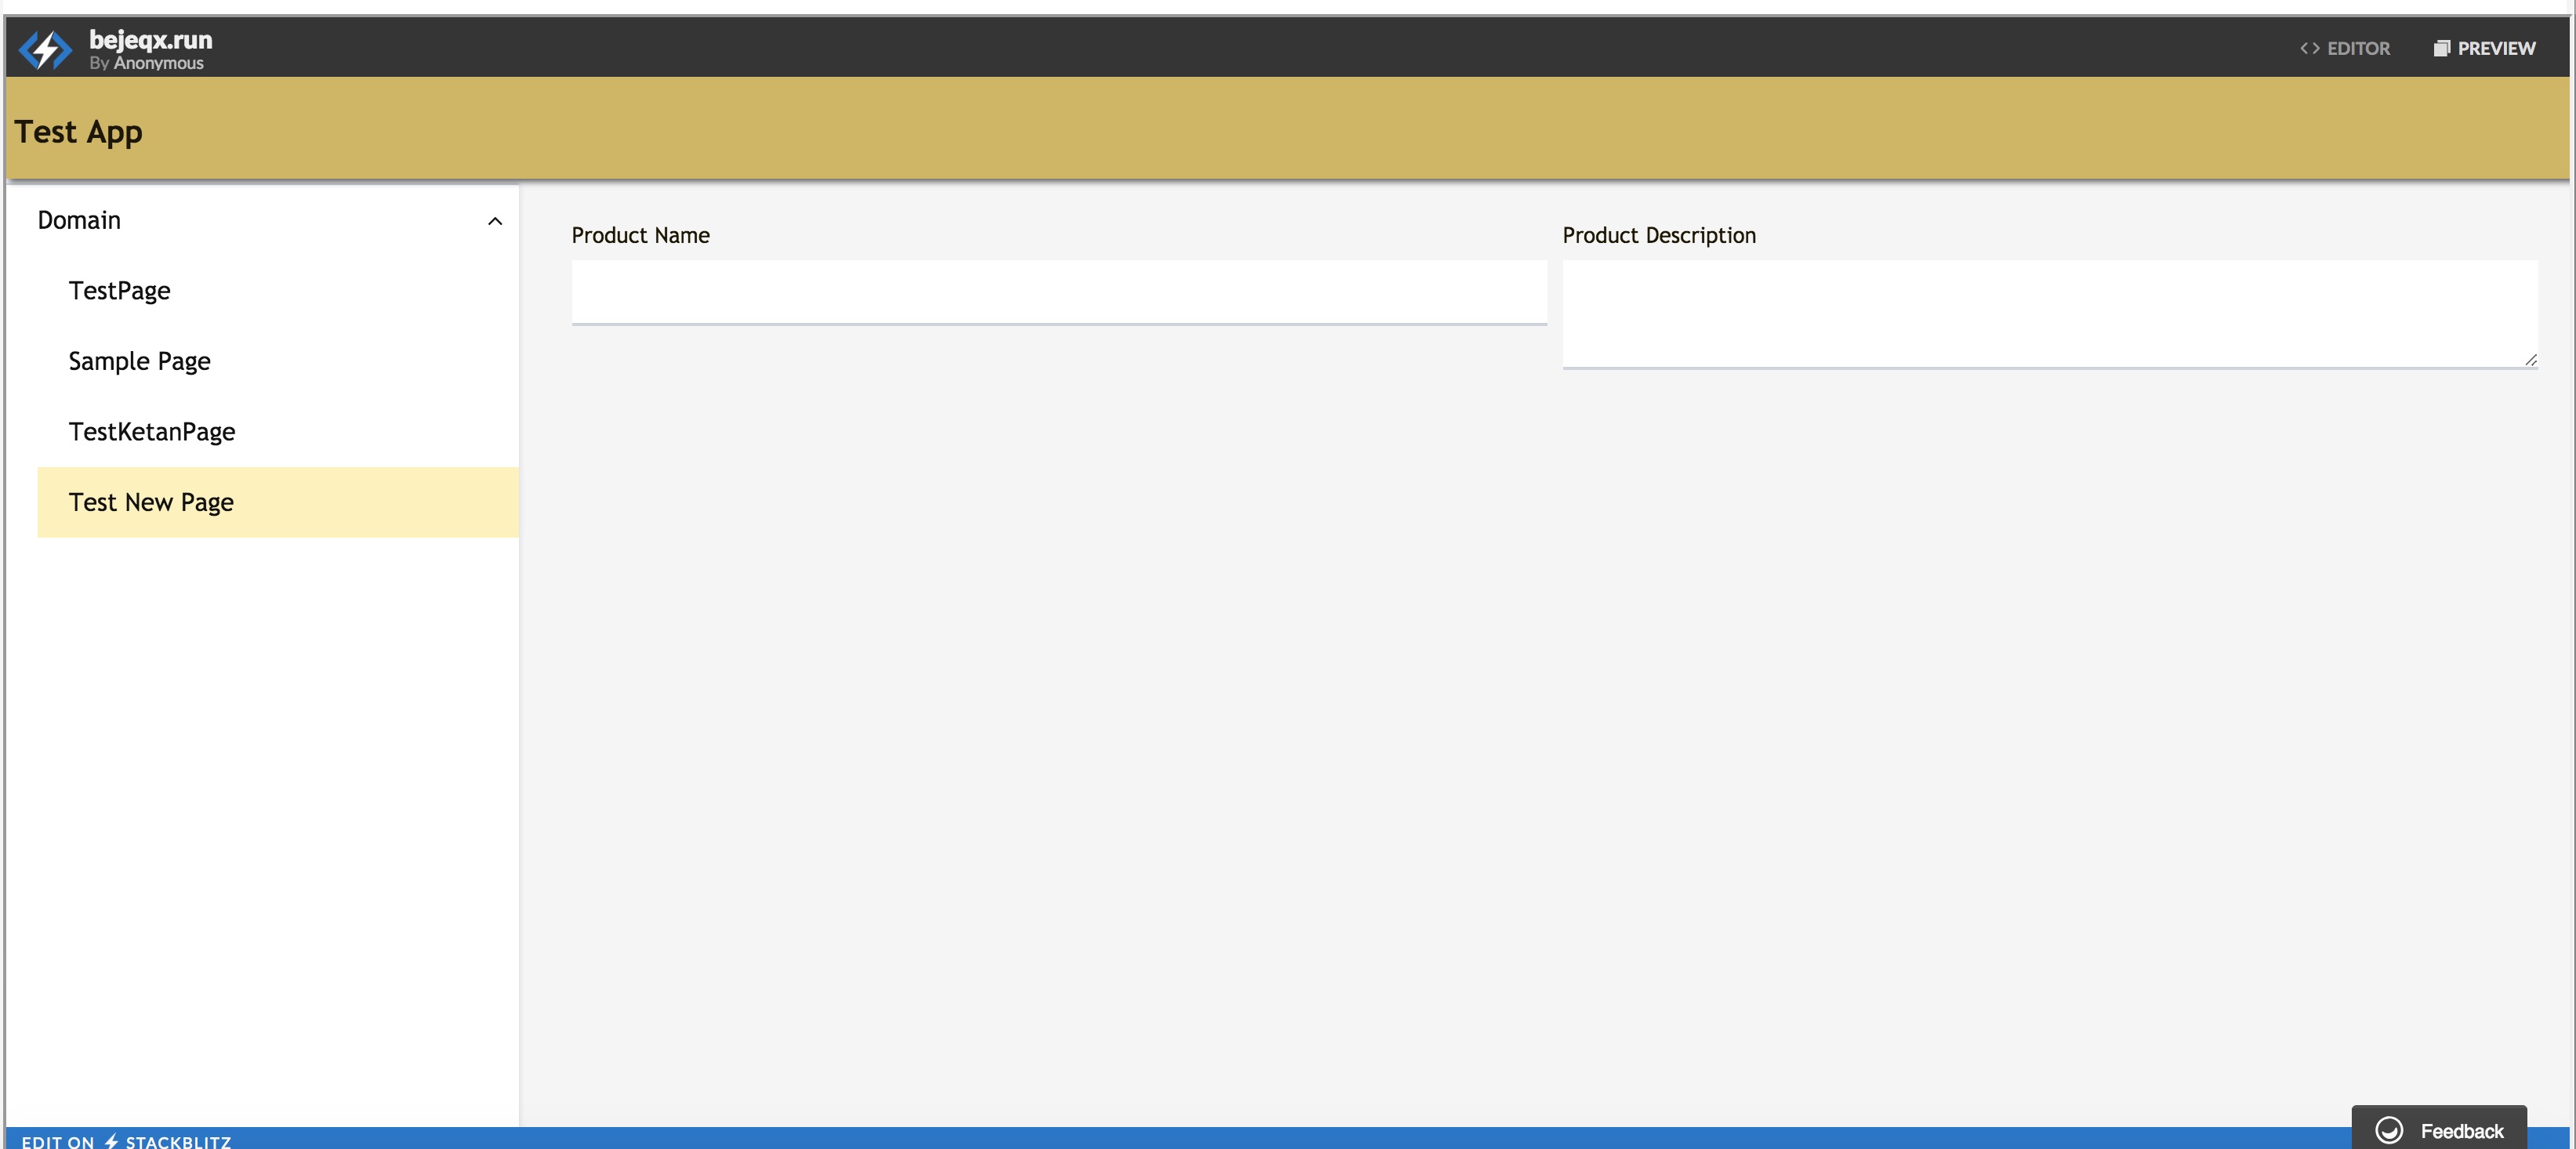 bejeqx.run
By Anonymous
<> EDITOR
PREVIEW
Test App
Domain
TestPage
Sample Page
TestKetanPage
Test New Page
Product Name
Product Description
EDIT ON STACKBLITZ
Feedback